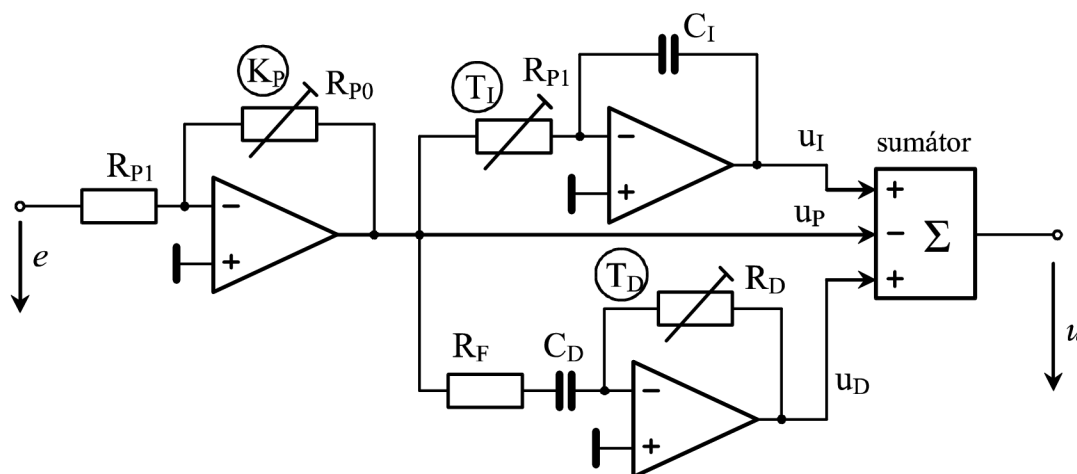 K_P
R_P0
R_P1
−
+
e
T_I
R_P1
C_I
−
+
u_I
u_P
sumátor
+
−
+
Σ
T_D
R_D
R_F
C_D
−
+
u_D
u